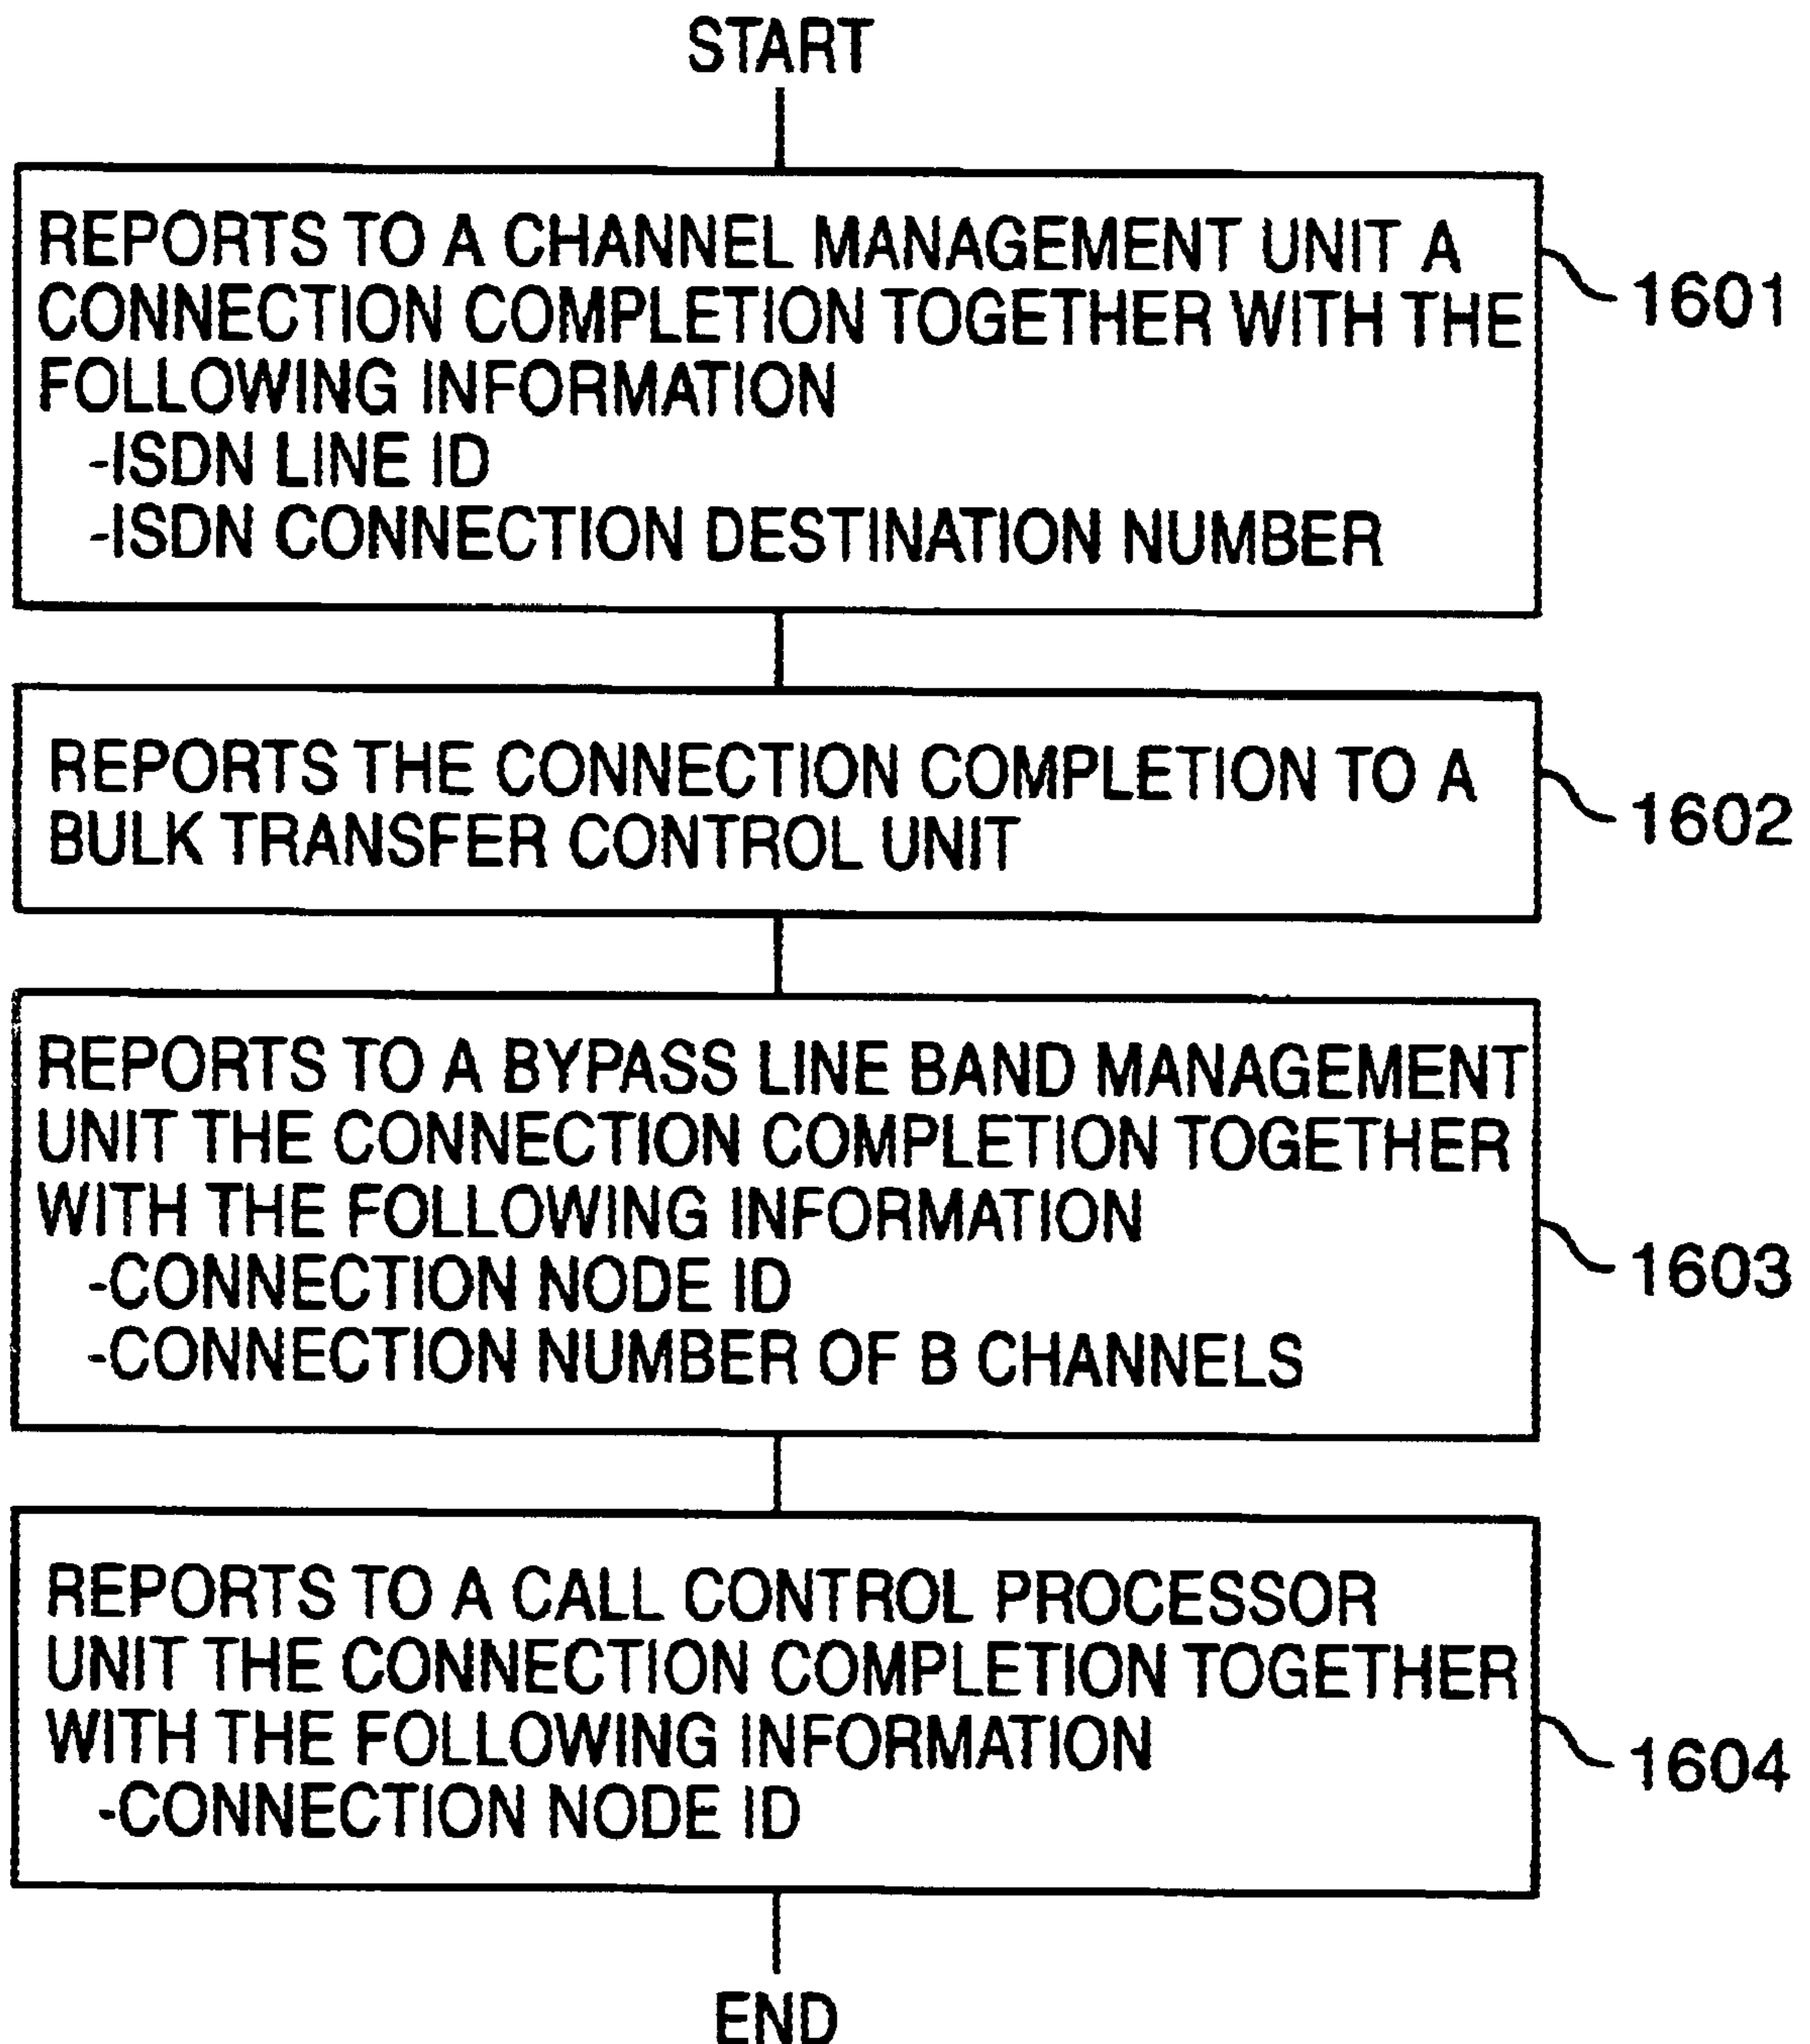 START
REPORTS TO A CHANNEL MANAGEMENT UNIT A
CONNECTION COMPLETION TOGETHER WITH THE
FOLLOWING INFORMATION
-ISDN LINE ID
-ISDN CONNECTION DESTINATION NUMBER
1601
REPORTS THE CONNECTION COMPLETION TO A
BULK TRANSFER CONTROL UNIT
1602
REPORTS TO A BYPASS LINE BAND MANAGEMENT
UNIT THE CONNECTION COMPLETION TOGETHER
WITH THE FOLLOWING INFORMATION
-CONNECTION NODE ID
-CONNECTION NUMBER OF B CHANNELS
1603
REPORTS TO A CALL CONTROL PROCESSOR
UNIT THE CONNECTION COMPLETION TOGETHER
WITH THE FOLLOWING INFORMATION
-CONNECTION NODE ID
1604
END